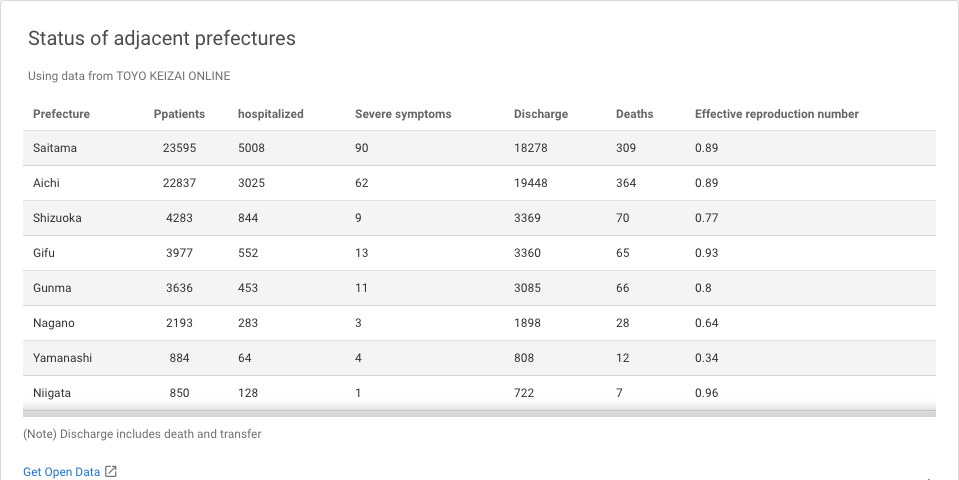 Status of adjacent prefectures
Using data from TOYO KEIZAI ONLINE
Prefecture Ppatients hospitalized Severe symptoms Discharge Deaths Effective reproduction number
Saitama 23595 5008 90 18278 309 0.89
Aichi 22837 3025 62 19448 364 0.89
Shizuoka 4283 844 9 3369 70 0.77
Gifu 3977 552 13 3360 65 0.93
Gunma 3636 453 11 3085 66 0.8
Nagano 2193 283 3 1898 28 0.64
Yamanashi 884 64 4 808 12 0.34
Niigata 850 128 1 722 7 0.96
(Note) Discharge includes death and transfer
Get Open Data